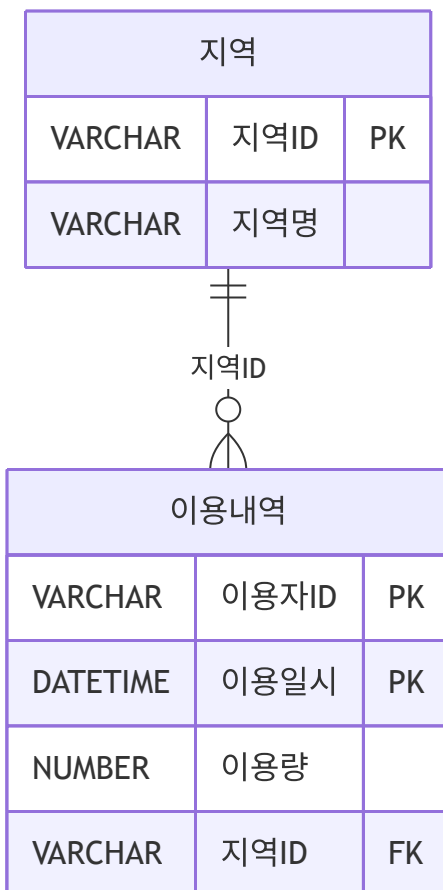 지역
VARCHAR 지역ID PK
VARCHAR 지역명
지역ID
이용내역
VARCHAR 이용자ID PK
DATETIME 이용일시 PK
NUMBER 이용량
VARCHAR 지역ID FK